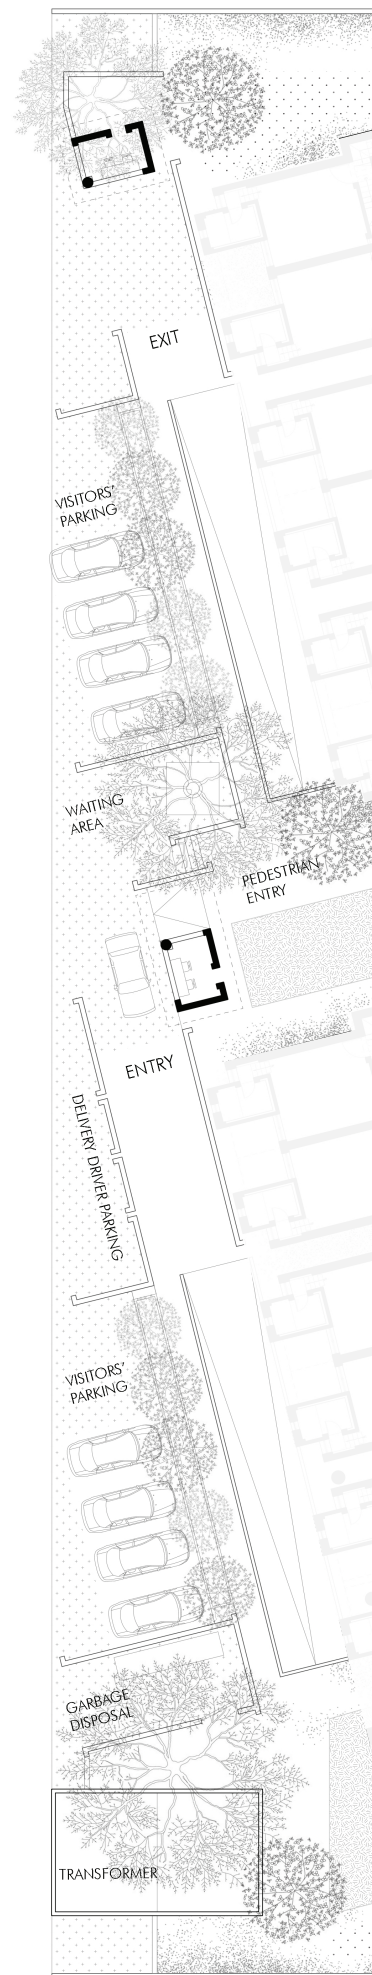 EXIT
VISITORS'
PARKING
WAITING
AREA
PEDESTRIAN
ENTRY
ENTRY
DELIVERY DRIVER PARKING
VISITORS'
PARKING
GARBAGE
DISPOSAL
TRANSFORMER